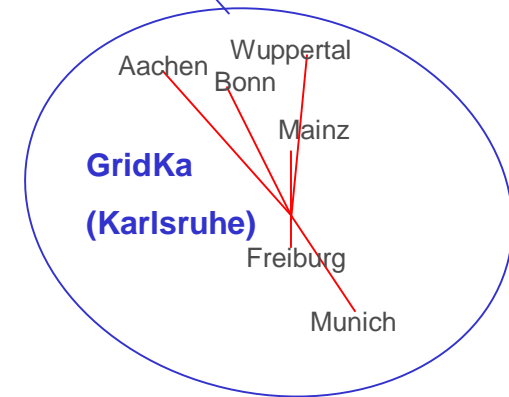 Wuppertal
Aachen
Bonn
Mainz
GridKa
(Karlsruhe)
Freiburg
Munich